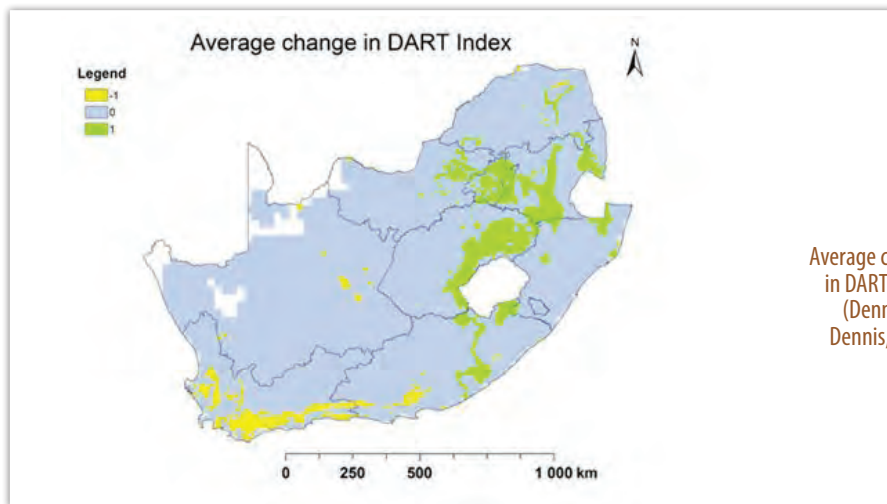 Average change in DART Index
N
Legend
-1
0
1
0 250 500 1 000 km
Average
in DART
(Denn
Dennis,